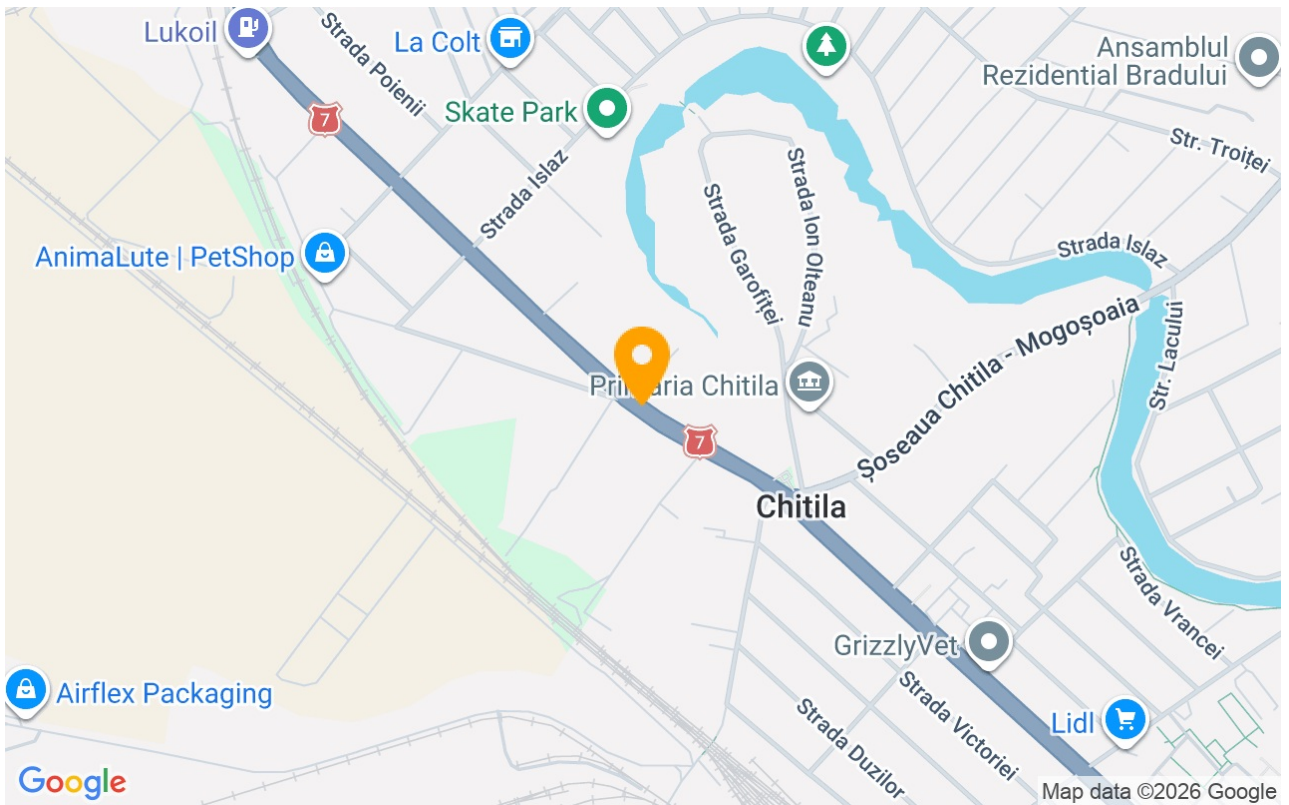 Lukoil
Strada Poienii
La Colt
Ansamblul
Rezidential Bradului
7
Skate Park
Str. Troiței
Strada Islaz
Strada Ion Olteanu
Strada Garofiței
AnimaLute | PetShop
Strada Islaz
Șoseaua Chitila - Mogoșoaia
Str. Lacului
Chitila
7
Chitila
Strada Vrancei
GrizzlyVet
Airflex Packaging
Strada Victoriei
Strada Duzilor
Lidl
Google
Map data ©2026 Google